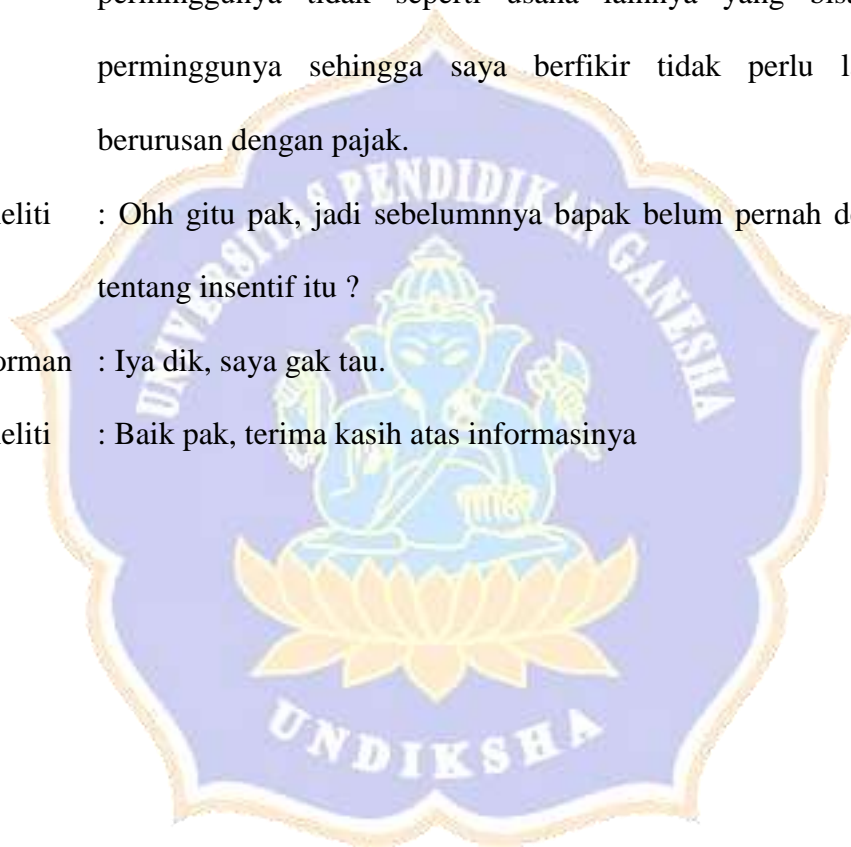 perminggunya tidak seperti usaha lainnya yang
perminggunya sehingga saya berfikir tidak perlu
berurusan dengan pajak.
: Ohh gitu pak, jadi sebelumnnya bapak belum pernah
tentang insentif itu ?
: Iya dik, saya gak tau.
: Baik pak, terima kasih atas informasinya
UNIVERSITAS PENDIDIKAN GANESHA
UNDIKSHA